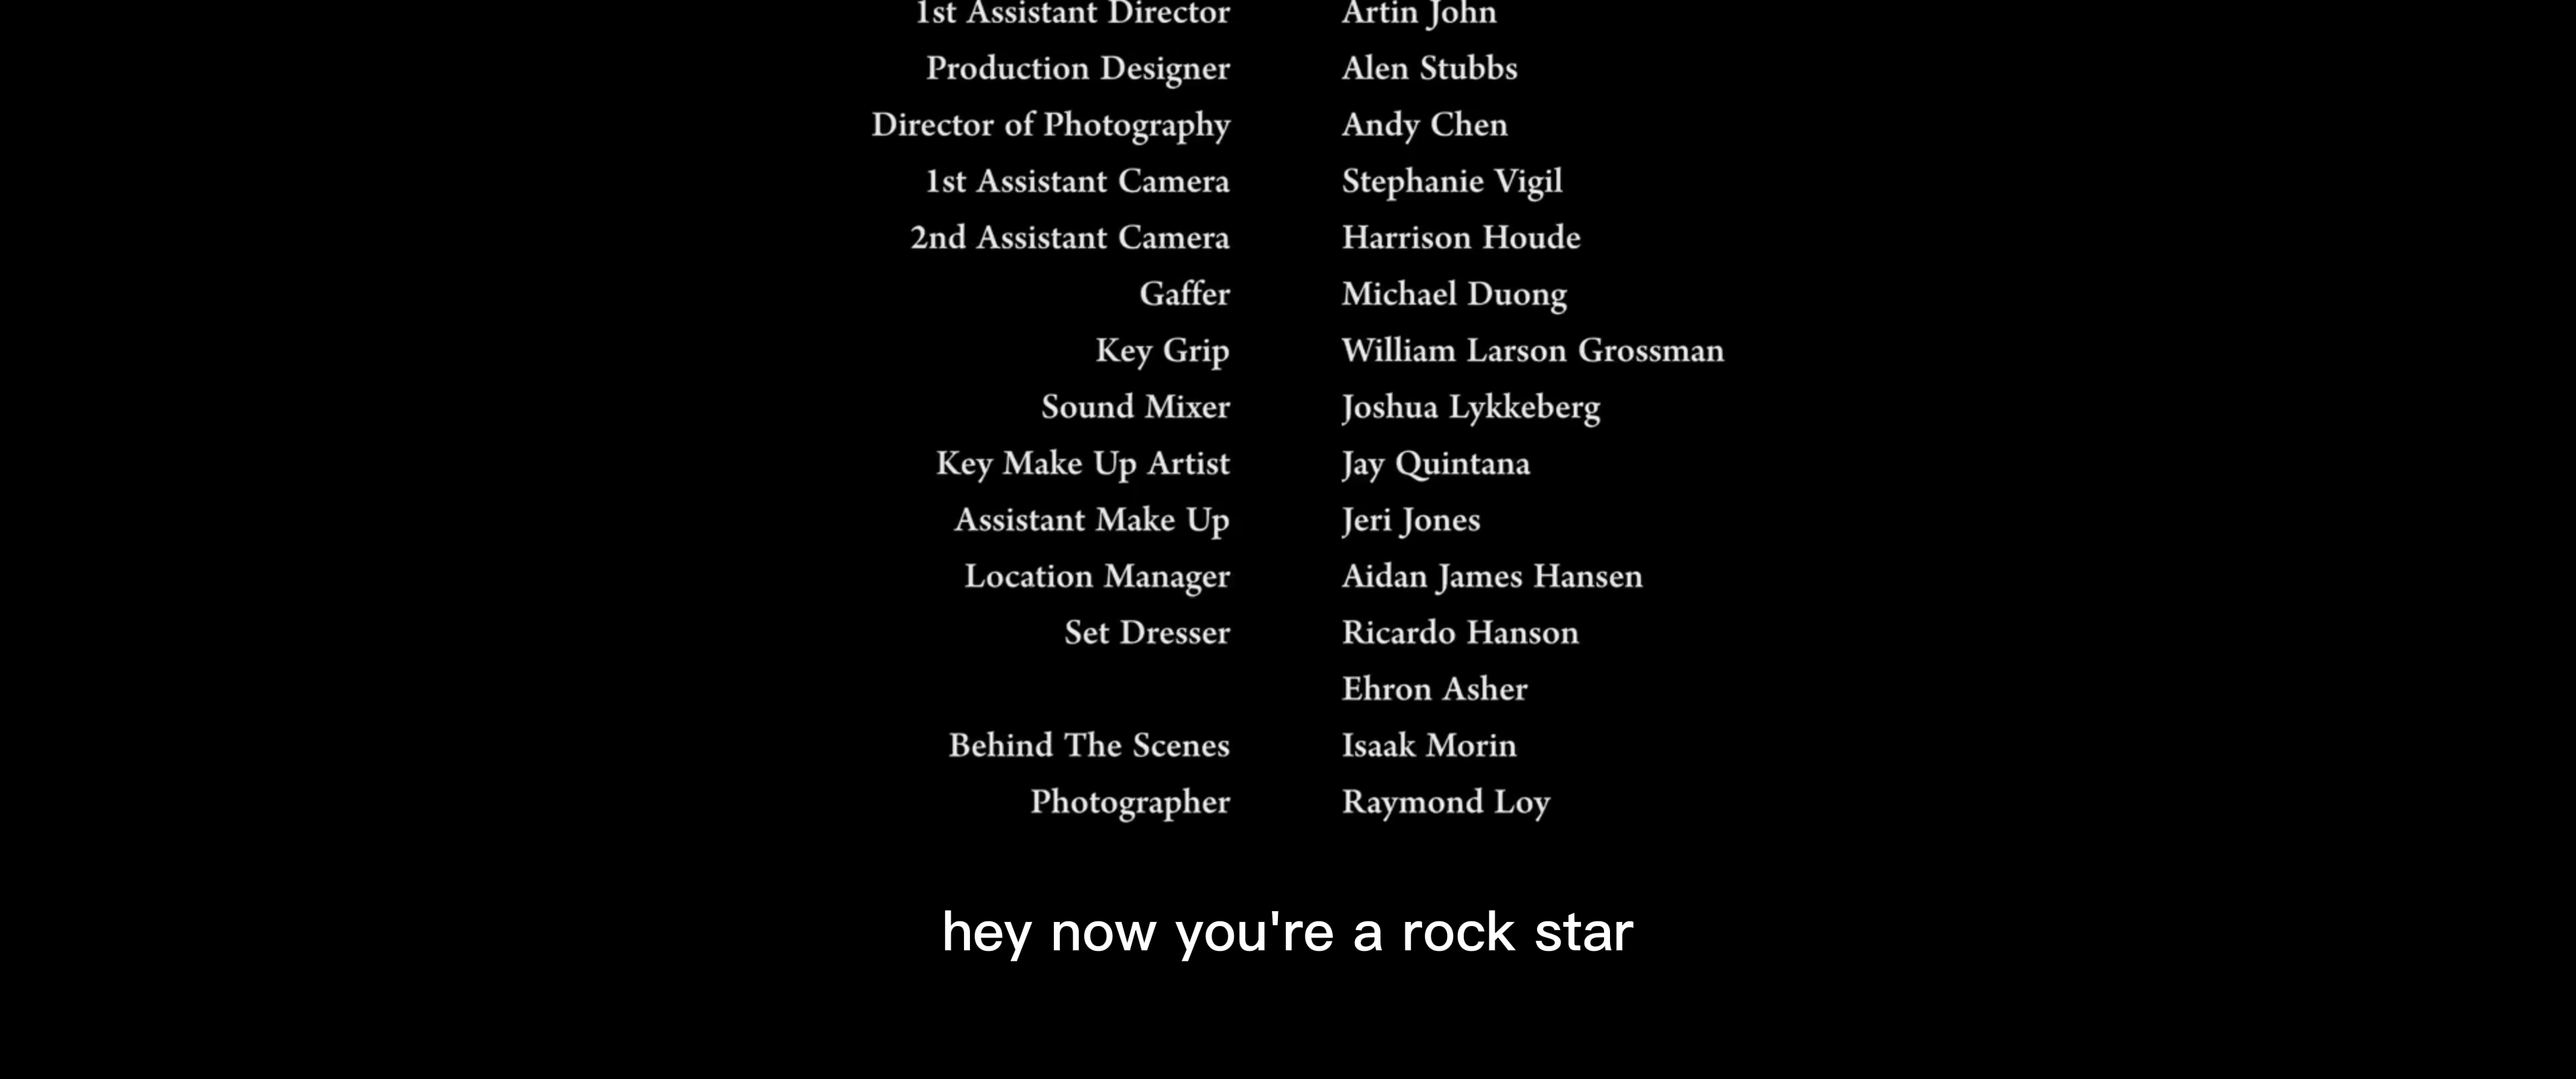 1st Assistant Director Artin John
Production Designer Alen Stubbs
Director of Photography Andy Chen
1st Assistant Camera Stephanie Vigil
2nd Assistant Camera Harrison Houde
Gaffer Michael Duong
Key Grip William Larson Grossman
Sound Mixer Joshua Lykkeberg
Key Make Up Artist Jay Quintana
Assistant Make Up Jeri Jones
Location Manager Aidan James Hansen
Set Dresser Ricardo Hanson
Ehron Asher
Behind The Scenes Isaak Morin
Photographer Raymond Loy
hey now you're a rock star